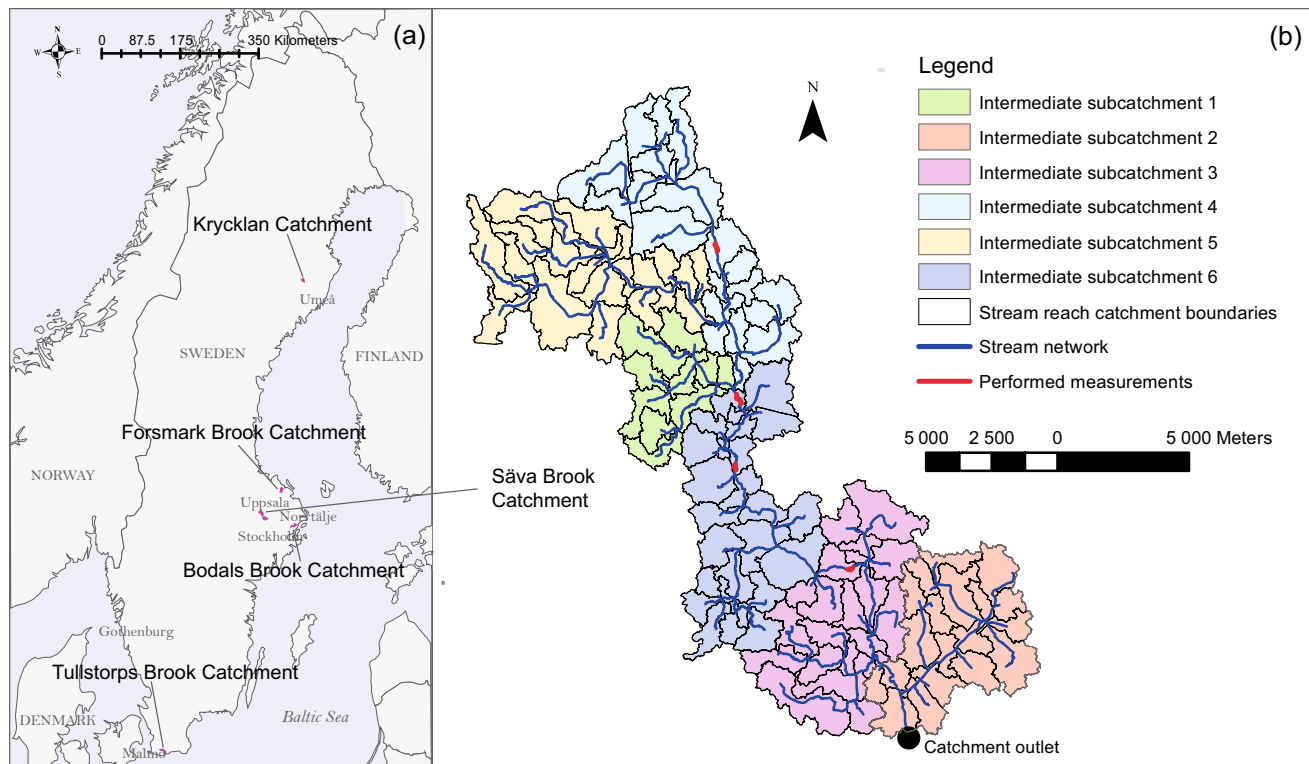 (a)
N
W E
S
0 87.5 175 350 Kilometers
Krycklan Catchment
Umeå
SWEDEN
FINLAND
Forsmark Brook Catchment
NORWAY
Uppsala
Norrtälje
Stockholm
Säva Brook
Catchment
Bodals Brook Catchment
Gothenburg
Tullstorps Brook Catchment
DENMARK
Baltic Sea
Malmö
(b)
N
Legend
Intermediate subcatchment 1
Intermediate subcatchment 2
Intermediate subcatchment 3
Intermediate subcatchment 4
Intermediate subcatchment 5
Intermediate subcatchment 6
Stream reach catchment boundaries
Stream network
Performed measurements
5 000 2 500 0 5 000 Meters
Catchment outlet